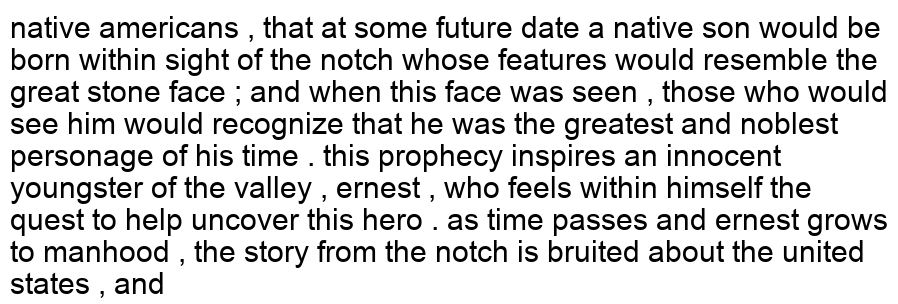 native americans , that at some future date a native son would be
born within sight of the notch whose features would resemble the
great stone face ; and when this face was seen , those who would
see him would recognize that he was the greatest and noblest
personage of his time . this prophecy inspires an innocent
youngster of the valley , ernest , who feels within himself the
quest to help uncover this hero . as time passes and ernest grows
to manhood , the story from the notch is bruited about the united
states , and